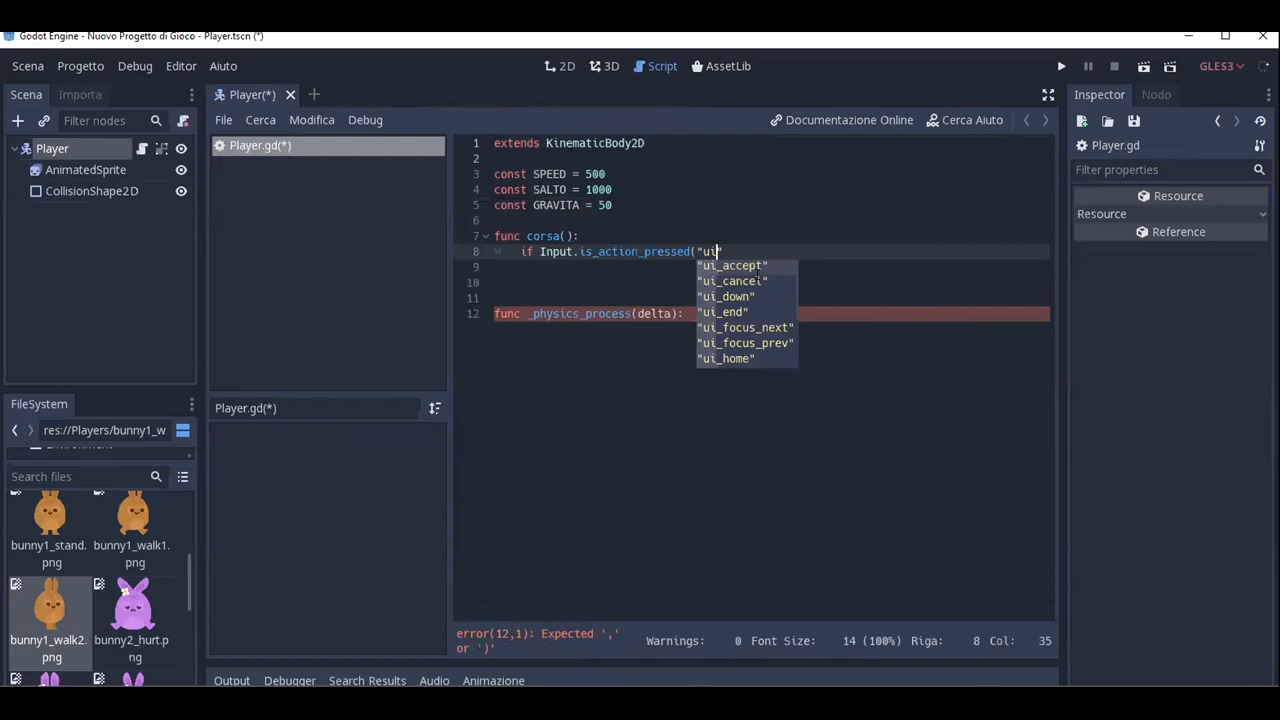 Godot Engine - Nuovo Progetto di Gioco - Player.tscn (*)
Scena Progetto Debug Editor Aiuto
2D 3D Script AssetLib
GLES3
Scena Importa
Player(*)
Inspector Nodo
Filter nodes
File Cerca Modifica Debug
Documentazione Online Cerca Aiuto
Player
AnimatedSprite
CollisionShape2D
Player.gd(*)
Player.gd
Filter properties
Resource
Resource
Reference
1 extends KinematicBody2D
2
3 const SPEED = 500
4 const SALTO = 1000
5 const GRAVITA = 50
6
7 func corsa():
8 if Input.is_action_pressed("ui"
9
10
11
12 func _physics_process(delta):
"ui_accept"
"ui_cancel"
"ui_down"
"ui_end"
"ui_focus_next"
"ui_focus_prev"
"ui_home"
FileSystem
res://Players/bunny1_w
Search files
bunny1_stand.
png
bunny1_walk1.
png
bunny1_walk2.
png
bunny2_hurt.p
ng
Player.gd(*)
error(12,1): Expected ','
or ')'
Warnings: 0 Font Size: 14 (100%) Riga: 8 Col: 35
Output Debugger Search Results Audio Animazione